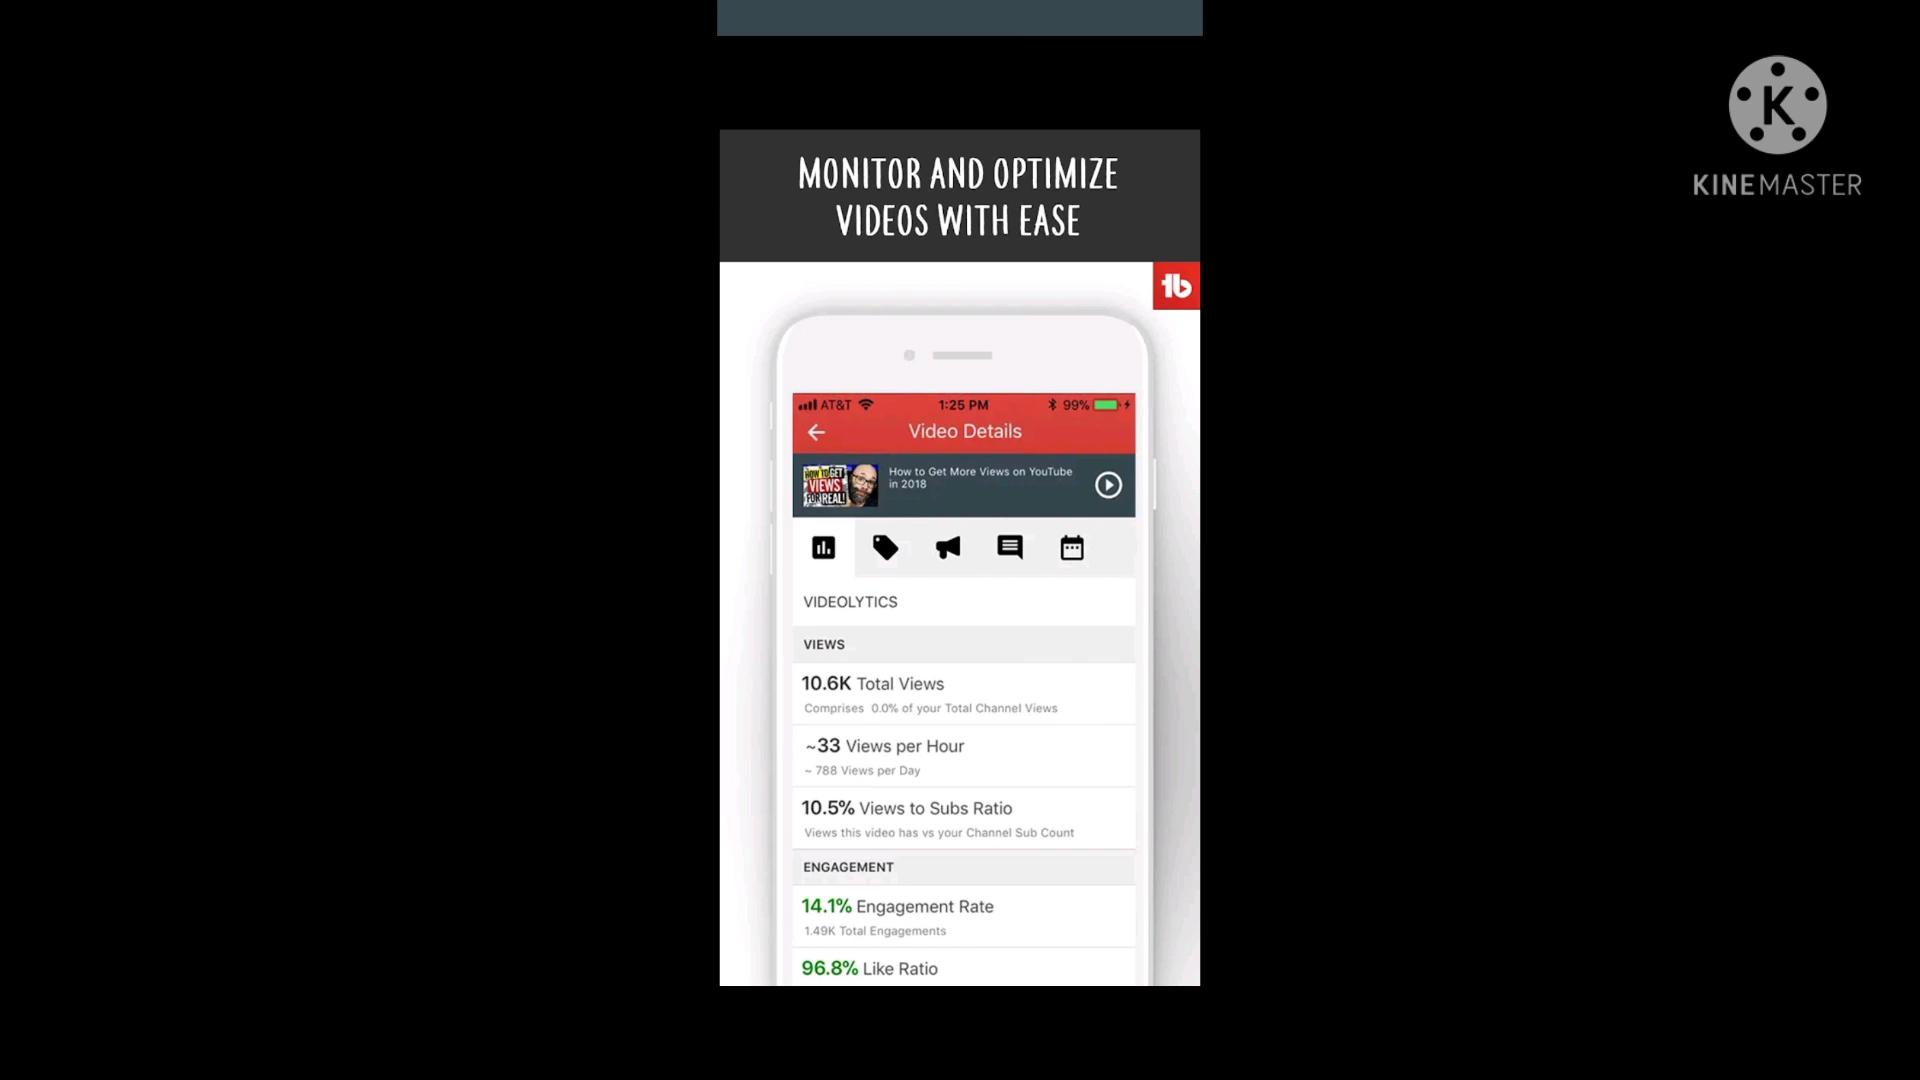 MONITOR AND OPTIMIZE
VIDEOS WITH EASE
K
KINEMASTER
tb
AT&T 1:25 PM 99%
Video Details
HOW TO GET
VIEWS
FOR REAL!
How to Get More Views on YouTube
in 2018
VIDEOLYTICS
VIEWS
10.6K Total Views
Comprises 0.0% of your Total Channel Views
~33 Views per Hour
~ 788 Views per Day
10.5% Views to Subs Ratio
Views this video has vs your Channel Sub Count
ENGAGEMENT
14.1% Engagement Rate
1.49K Total Engagements
96.8% Like Ratio